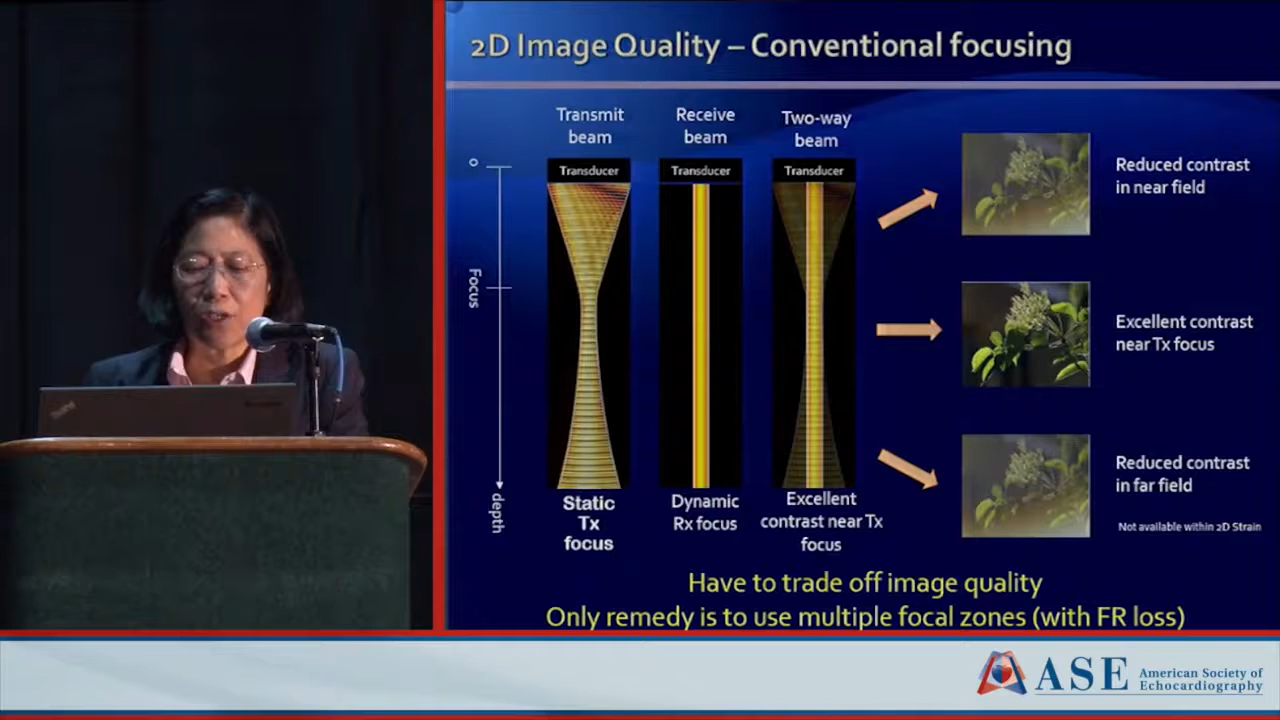 2D Image Quality – Conventional focusing
Transmit
beam
Receive
beam
Two-way
beam
0
Transducer
Transducer
Transducer
Reduced contrast
in near field
Focus
Excellent contrast
near Tx focus
Reduced contrast
in far field
depth
Static
Tx
focus
Dynamic
Rx focus
Excellent
contrast near Tx
focus
Not available within 2D Strain
Have to trade off image quality
Only remedy is to use multiple focal zones (with FR loss)
ThinkPad
ASE
American Society of
Echocardiography